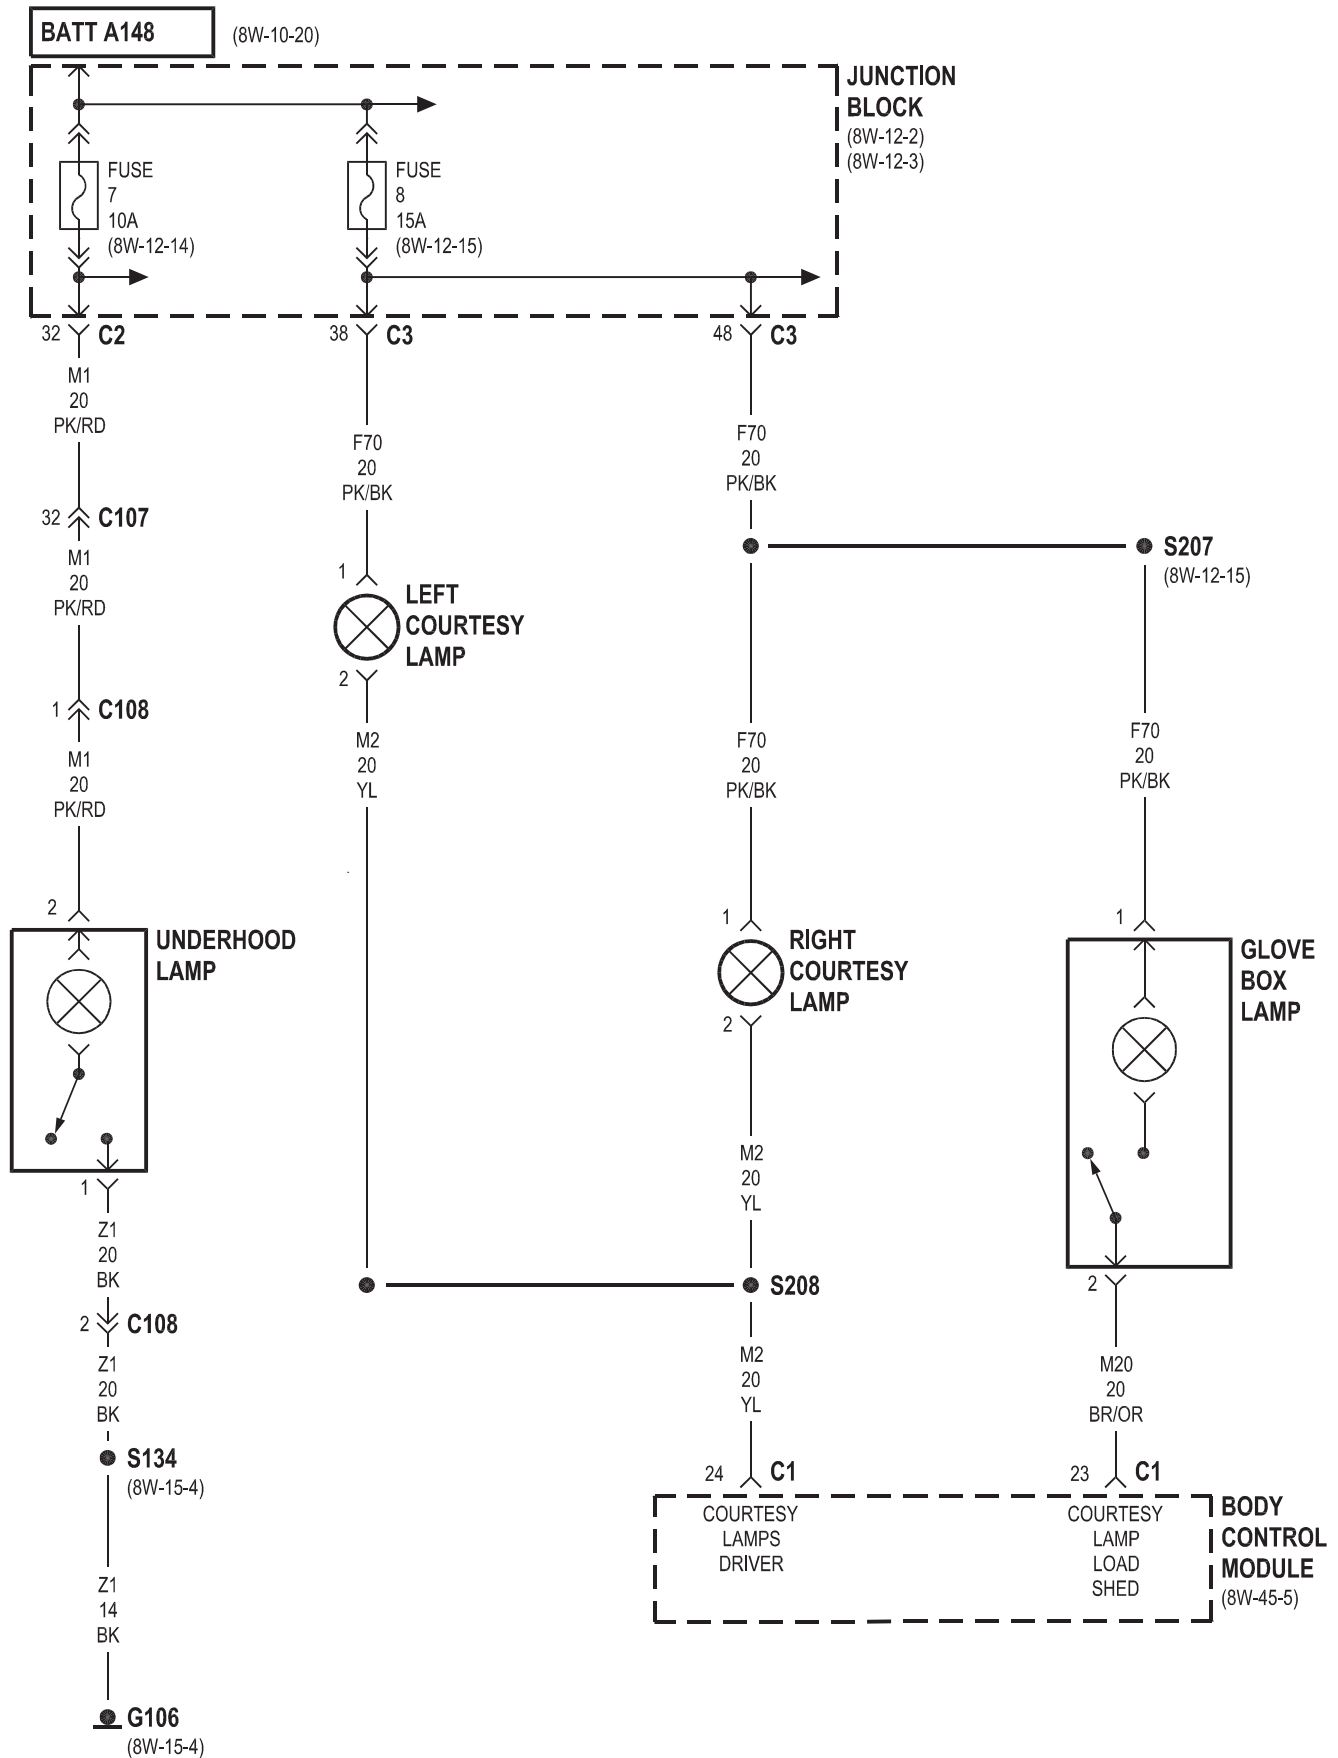 BATT A148
(8W-10-20)
JUNCTION
BLOCK
(8W-12-2)
(8W-12-3)
FUSE
7
10A
(8W-12-14)
FUSE
8
15A
(8W-12-15)
32
C2
38
C3
48
C3
M1
20
PK/RD
F70
20
PK/BK
F70
20
PK/BK
32
C107
M1
20
PK/RD
S207
(8W-12-15)
1
LEFT
COURTESY
LAMP
2
1
C108
M1
20
PK/RD
M2
20
YL
F70
20
PK/BK
F70
20
PK/BK
2
UNDERHOOD
LAMP
1
1
RIGHT
COURTESY
LAMP
2
1
GLOVE
BOX
LAMP
2
Z1
20
BK
M2
20
YL
2
C108
S208
Z1
20
BK
M2
20
YL
M20
20
BR/OR
S134
(8W-15-4)
24
C1
23
C1
COURTESY
LAMPS
DRIVER
COURTESY
LAMP
LOAD
SHED
BODY
CONTROL
MODULE
(8W-45-5)
Z1
14
BK
G106
(8W-15-4)